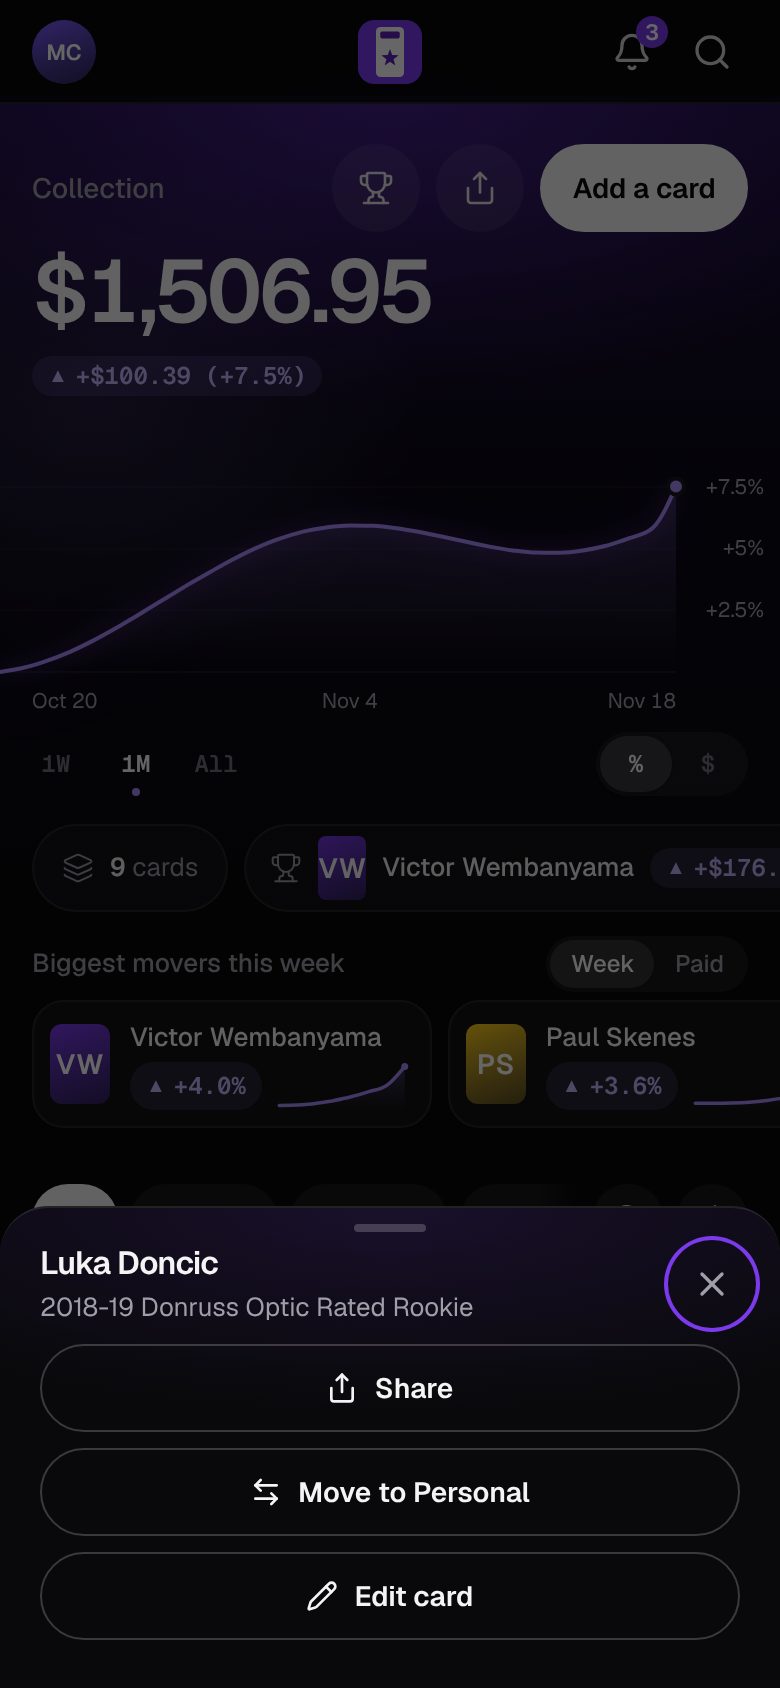 MC
3
Collection
Add a card
$1,506.95
▲ +$100.39 (+7.5%)
+7.5%
+5%
+2.5%
Oct 20 Nov 4 Nov 18
1W 1M All % $
9 cards VW Victor Wembanyama ▲ +$176.
Biggest movers this week Week Paid
VW Victor Wembanyama ▲ +4.0%
PS Paul Skenes ▲ +3.6%
Luka Doncic
2018-19 Donruss Optic Rated Rookie
Share
Move to Personal
Edit card